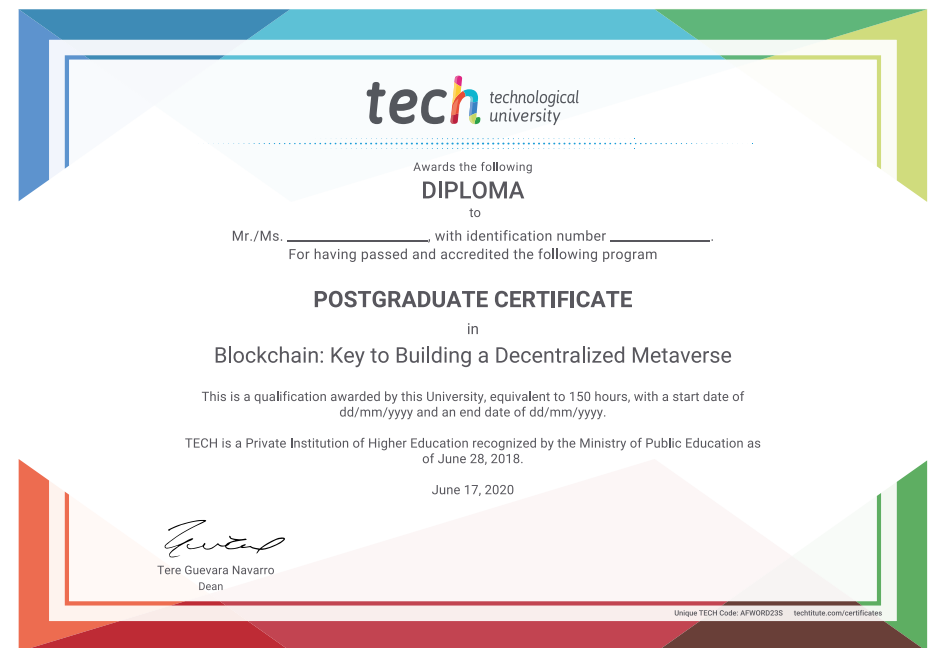 tech technological
university
Awards the following
DIPLOMA
to
Mr./Ms. ____________, with identification number ____________.
For having passed and accredited the following program
POSTGRADUATE CERTIFICATE
in
Blockchain: Key to Building a Decentralized Metaverse
This is a qualification awarded by this University, equivalent to 150 hours, with a start date of
dd/mm/yyyy and an end date of dd/mm/yyyy.
TECH is a Private Institution of Higher Education recognized by the Ministry of Public Education as
of June 28, 2018.
June 17, 2020
Tere Guevara Navarro
Dean
Unique TECH Code: AFWORD23S techtitute.com/certificates